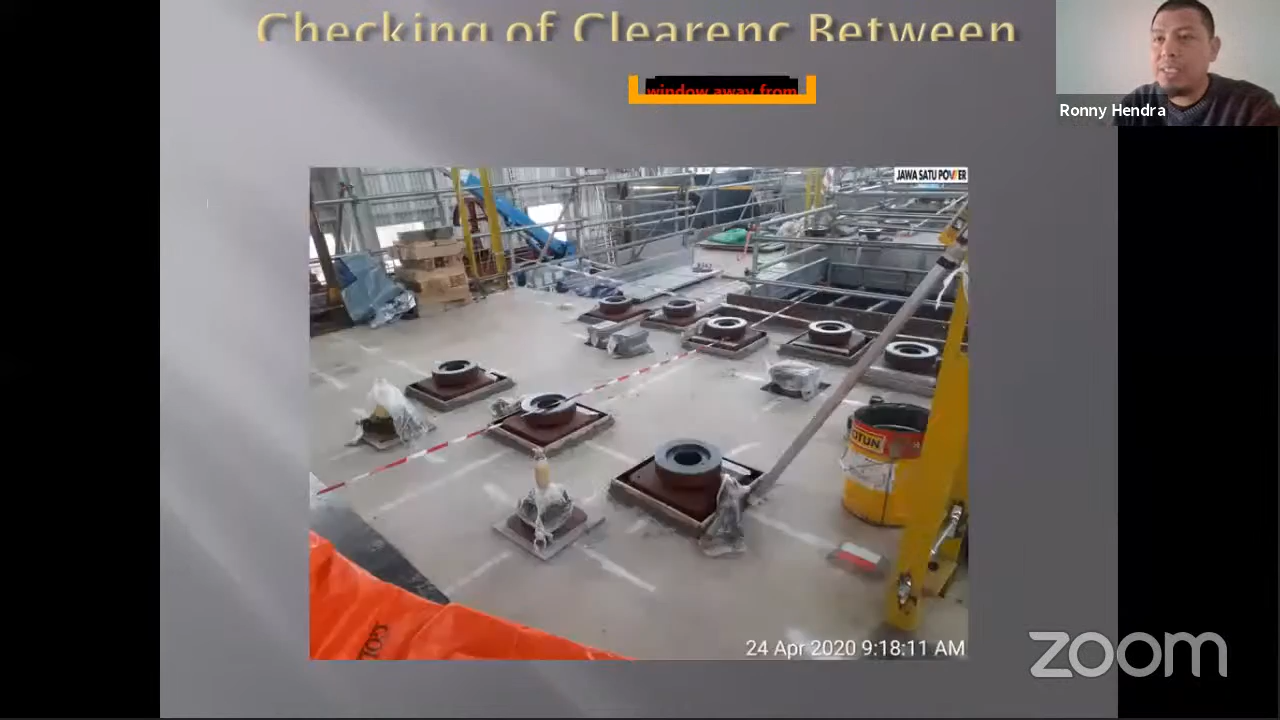 Checking of Clearenc Between
window away from
Ronny Hendra
JAWA SATU POWER
24 Apr 2020 9:18:11 AM
zoom